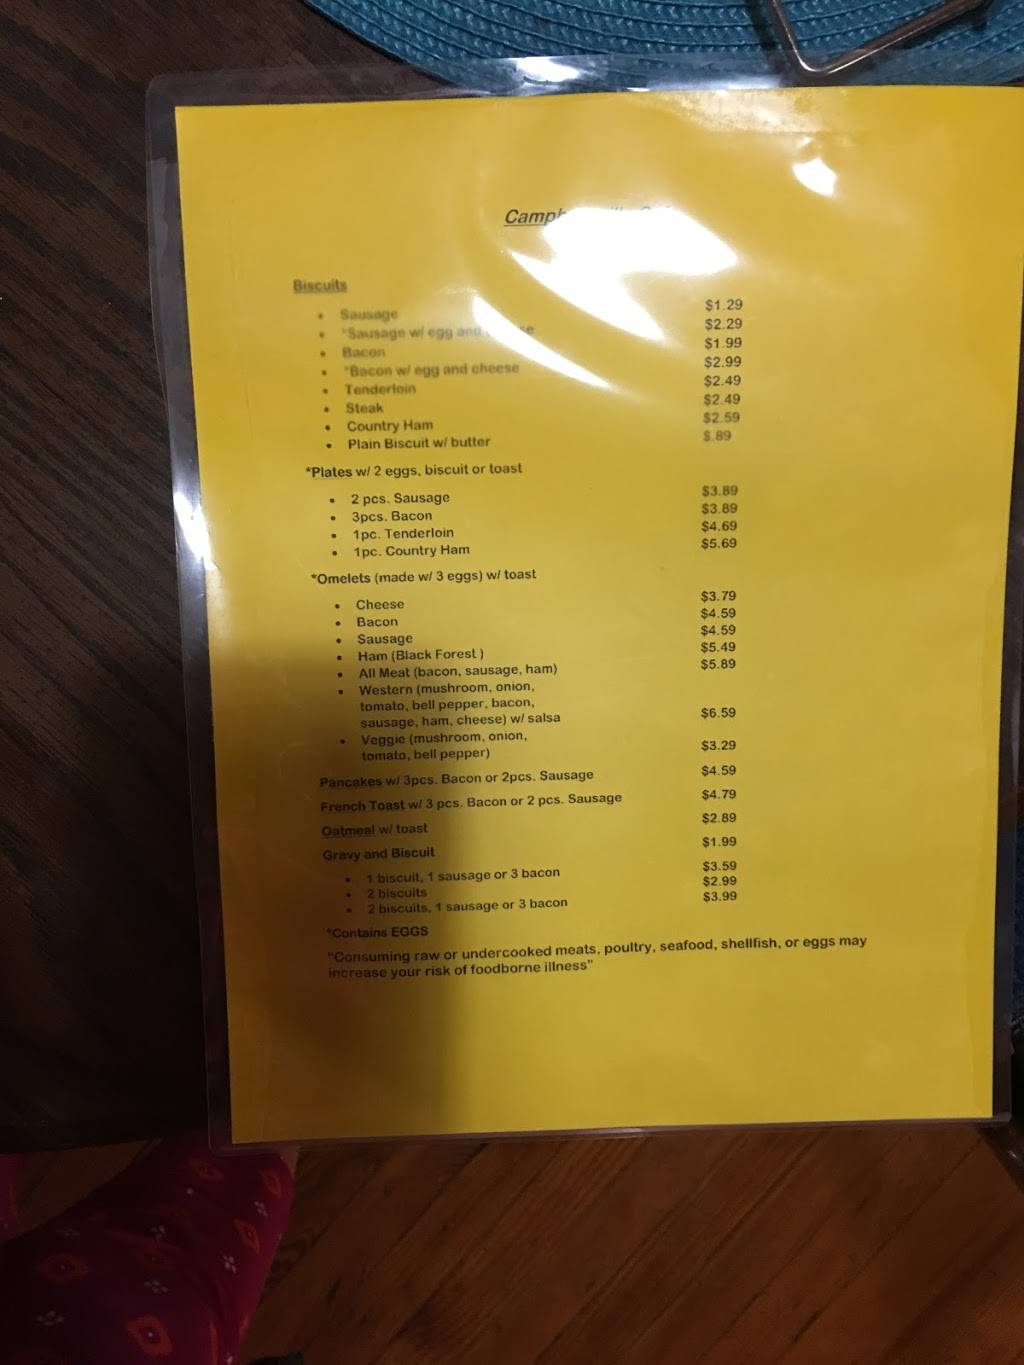 Biscuits
Sausage $1.29
*Sausage w/ egg and $2.29
Bacon $1.99
*Bacon w/ egg and cheese $2.99
Tenderloin $2.49
Steak $2.49
Country Ham $2.59
Plain Biscuit w/ butter $.89
*Plates w/ 2 eggs, biscuit or toast
2 pcs. Sausage $3.89
3pcs. Bacon $3.89
1pc. Tenderloin $4.69
1pc. Country Ham $5.69
*Omelets (made w/ 3 eggs) w/ toast
Cheese $3.79
Bacon $4.59
Sausage $4.59
Ham (Black Forest ) $5.49
All Meat (bacon, sausage, ham) $5.89
Western (mushroom, onion,
tomato, bell pepper, bacon,
sausage, ham, cheese) w/ salsa $6.59
Veggie (mushroom, onion,
tomato, bell pepper) $3.29
Pancakes w/ 3pcs. Bacon or 2pcs. Sausage $4.59
French Toast w/ 3 pcs. Bacon or 2 pcs. Sausage $4.79
Oatmeal w/ toast $2.89
Gravy and Biscuit $1.99
1 biscuit, 1 sausage or 3 bacon $3.59
2 biscuits $2.99
2 biscuits, 1 sausage or 3 bacon $3.99
*Contains EGGS
"Consuming raw or undercooked meats, poultry, seafood, shellfish, or eggs may
increase your risk of foodborne illness"